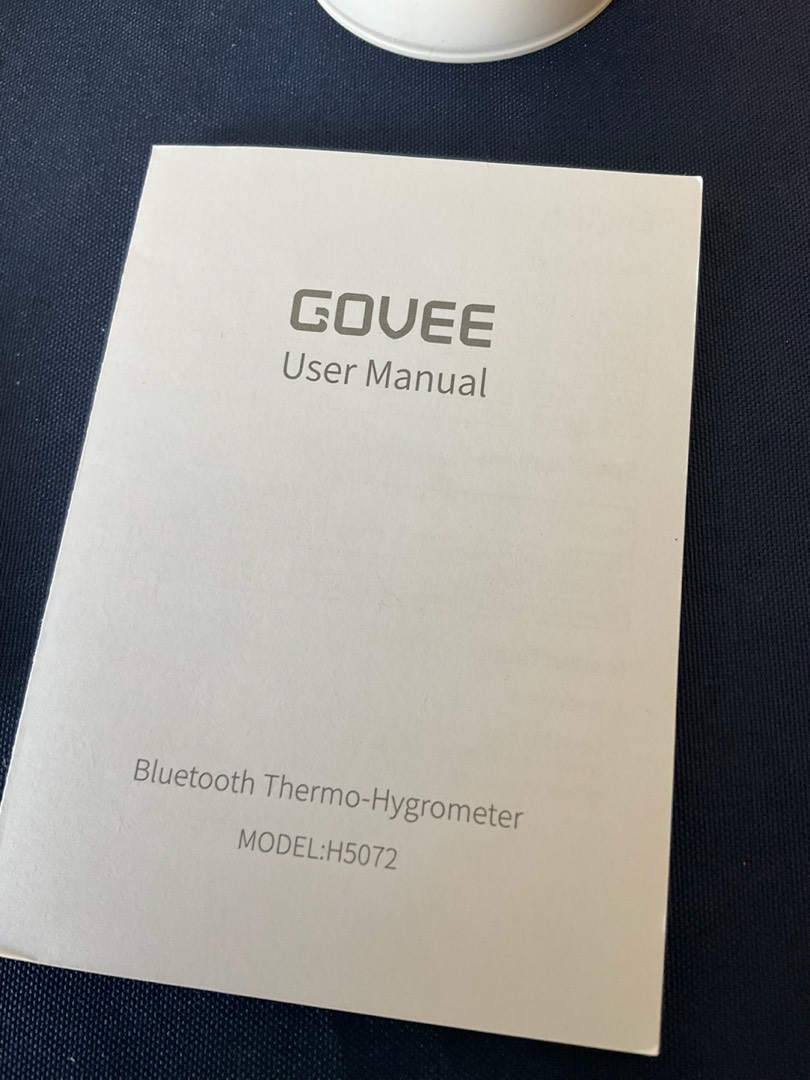 GOVEE
User Manual
Bluetooth Thermo-Hygrometer
MODEL:H5072